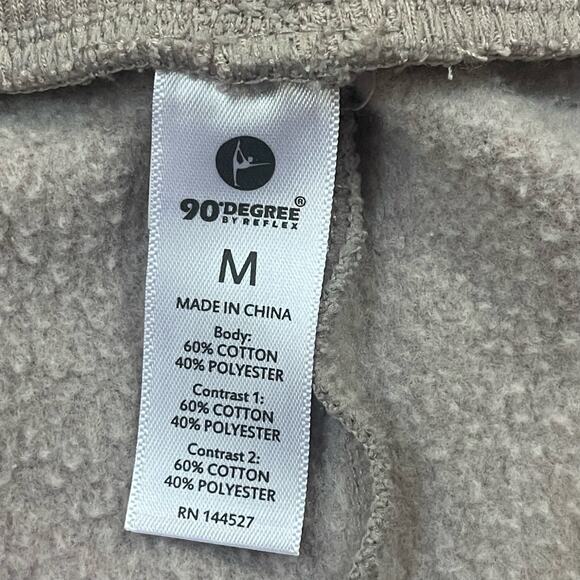 90°DEGREE®
BY REFLEX
M
MADE IN CHINA
Body:
60% COTTON
40% POLYESTER
Contrast 1:
60% COTTON
40% POLYESTER
Contrast 2:
60% COTTON
40% POLYESTER
RN 144527